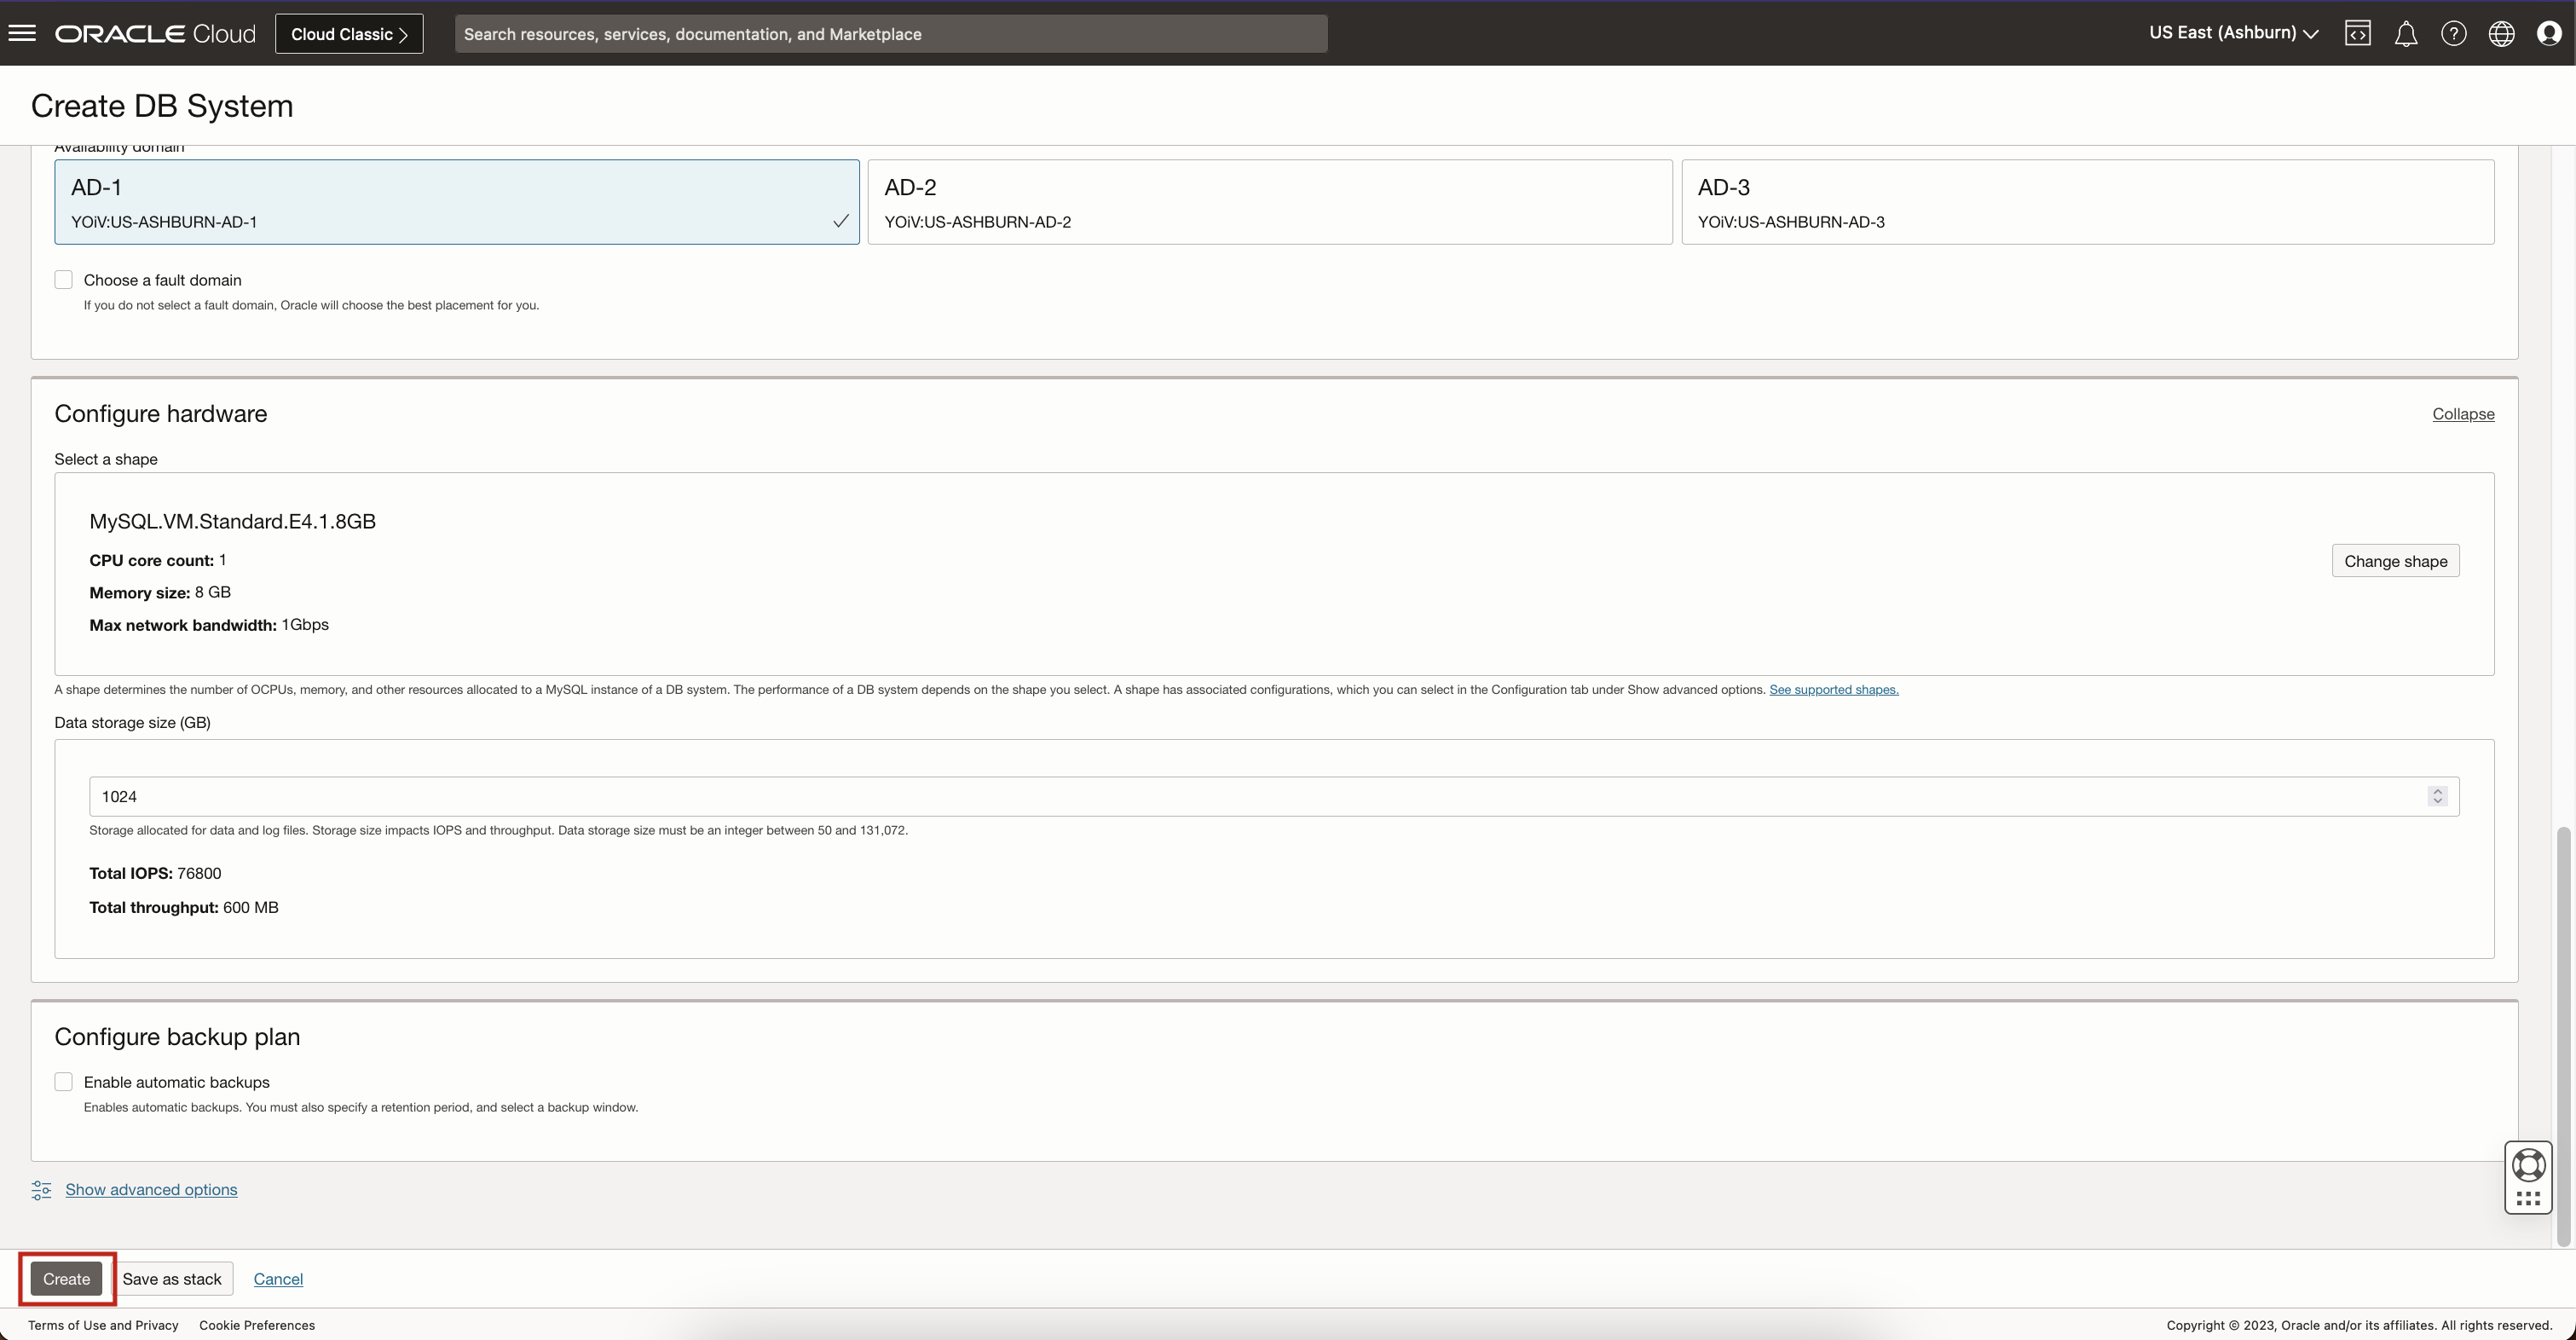 ORACLE Cloud
Cloud Classic
Search resources, services, documentation, and Marketplace
US East (Ashburn)
Create DB System
Availability domain
AD-1
YOiV:US-ASHBURN-AD-1
AD-2
YOiV:US-ASHBURN-AD-2
AD-3
YOiV:US-ASHBURN-AD-3
Choose a fault domain
If you do not select a fault domain, Oracle will choose the best placement for you.
Configure hardware
Collapse
Select a shape
MySQL.VM.Standard.E4.1.8GB
CPU core count: 1
Memory size: 8 GB
Max network bandwidth: 1Gbps
Change shape
A shape determines the number of OCPUs, memory, and other resources allocated to a MySQL instance of a DB system. The performance of a DB system depends on the shape you select. A shape has associated configurations, which you can select in the Configuration tab under Show advanced options. See supported shapes.
Data storage size (GB)
1024
Storage allocated for data and log files. Storage size impacts IOPS and throughput. Data storage size must be an integer between 50 and 131,072.
Total IOPS: 76800
Total throughput: 600 MB
Configure backup plan
Enable automatic backups
Enables automatic backups. You must also specify a retention period, and select a backup window.
Show advanced options
Create
Save as stack
Cancel
Terms of Use and Privacy
Cookie Preferences
Copyright © 2023, Oracle and/or its affiliates. All rights reserved.